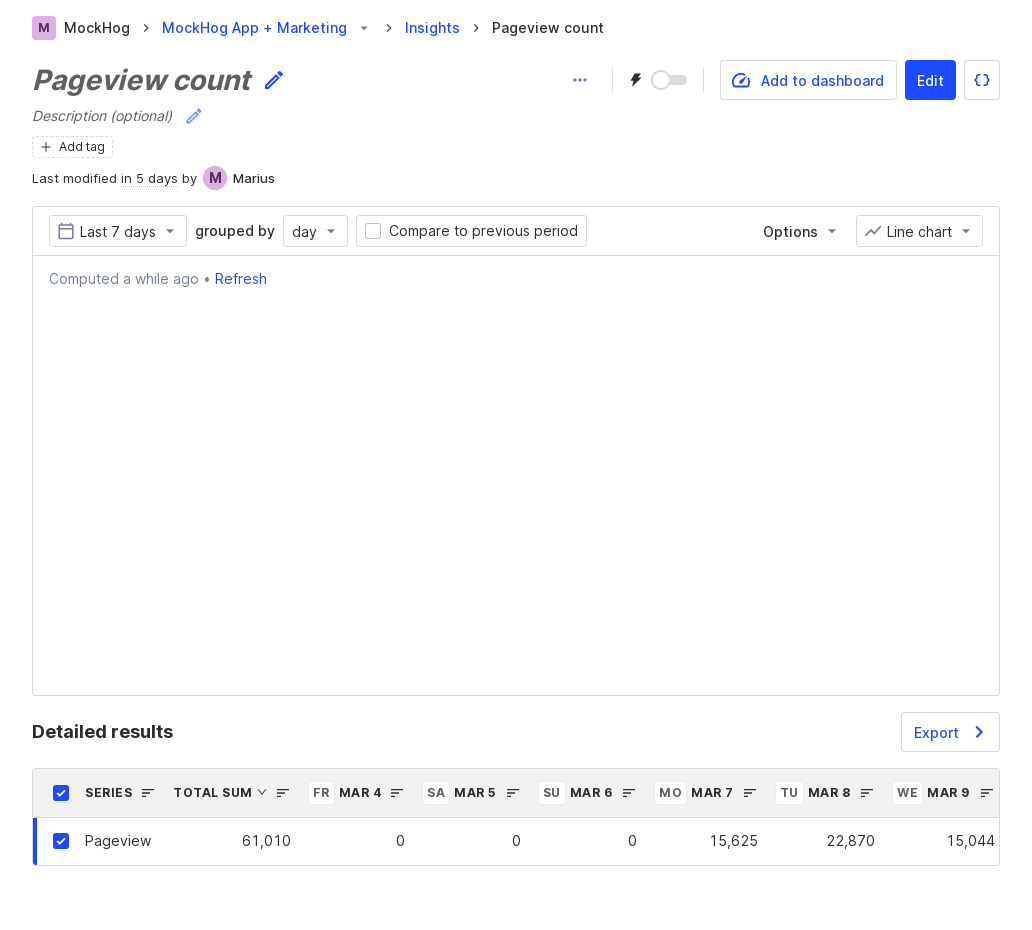 M MockHog MockHog App + Marketing Insights Pageview count
Pageview count
Add to dashboard Edit
Description (optional)
Add tag
Last modified in 5 days by M Marius
Last 7 days grouped by day Compare to previous period Options Line chart
Computed a while ago • Refresh
Detailed results Export
SERIES TOTAL SUM FR MAR 4 SA MAR 5 SU MAR 6 MO MAR 7 TU MAR 8 WE MAR 9
Pageview 61,010 0 0 0 15,625 22,870 15,044